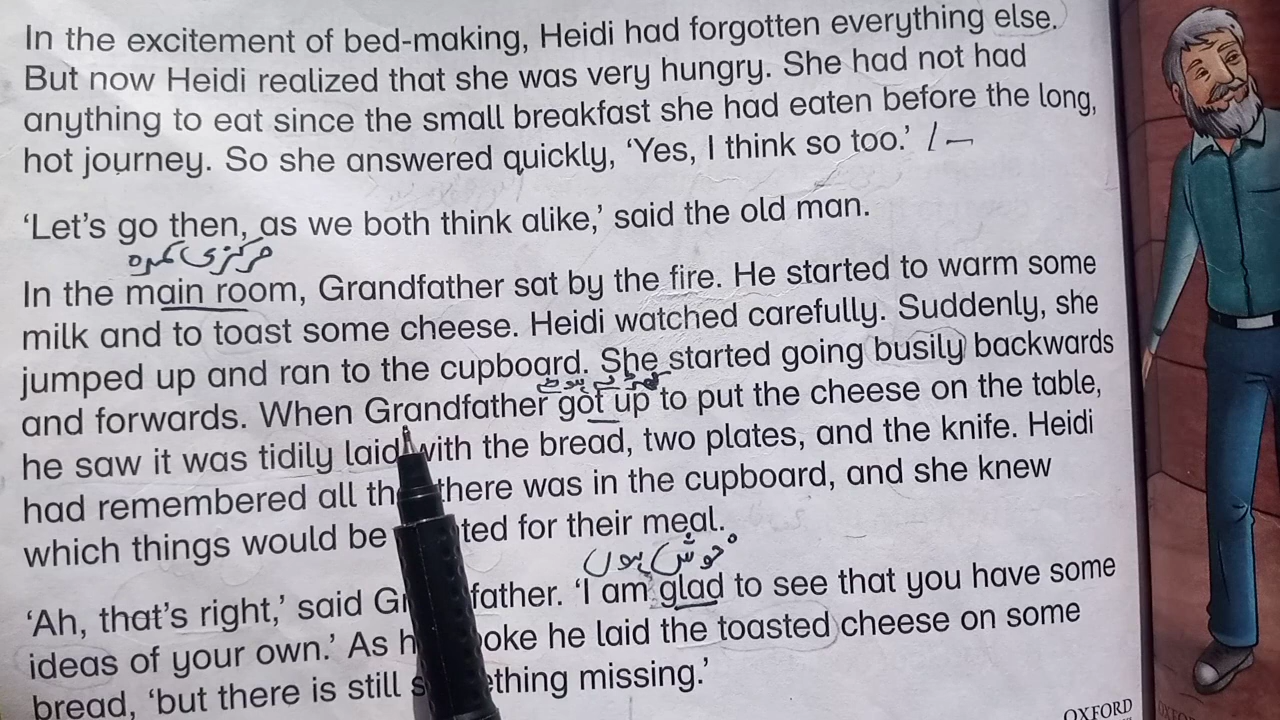 In the excitement of bed-making, Heidi had forgotten everything else.
But now Heidi realized that she was very hungry. She had not had
anything to eat since the small breakfast she had eaten before the long,
hot journey. So she answered quickly, ‘Yes, I think so too.’ /—
‘Let’s go then, as we both think alike,’ said the old man.
مرکزی کمرہ
In the main room, Grandfather sat by the fire. He started to warm some
milk and to toast some cheese. Heidi watched carefully. Suddenly, she
jumped up and ran to the cupboard. She started going busily backwards
and forwards. When Grandfather got up to put the cheese on the table,
he saw it was tidily laid with the bread, two plates, and the knife. Heidi
had remembered all th there was in the cupboard, and she knew
which things would be ted for their meal.
خوش ہوں
‘Ah, that’s right,’ said G father. ‘I am glad to see that you have some
ideas of your own.’ As h oke he laid the toasted cheese on some
bread, ‘but there is still s thing missing.’
OXFORD